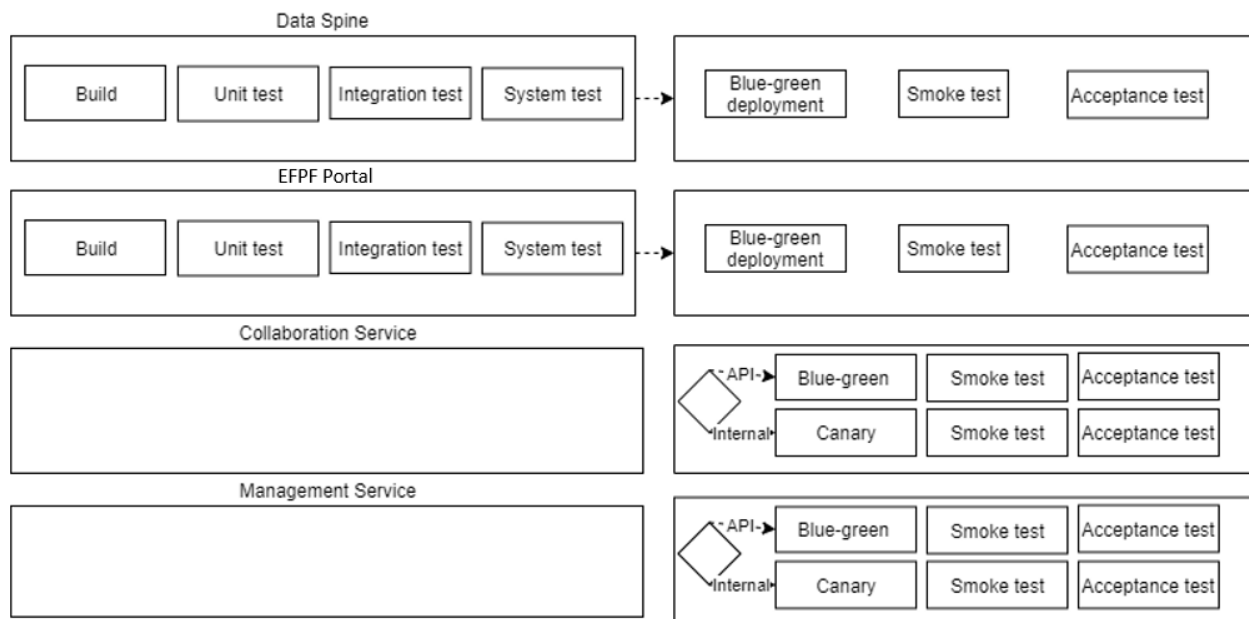 Data Spine
Build
Unit test
Integration test
System test
Blue-green
deployment
Smoke test
Acceptance test
EFPF Portal
Build
Unit test
Integration test
System test
Blue-green
deployment
Smoke test
Acceptance test
Collaboration Service
API
Blue-green
Smoke test
Acceptance test
Internal
Canary
Smoke test
Acceptance test
Management Service
API
Blue-green
Smoke test
Acceptance test
Internal
Canary
Smoke test
Acceptance test